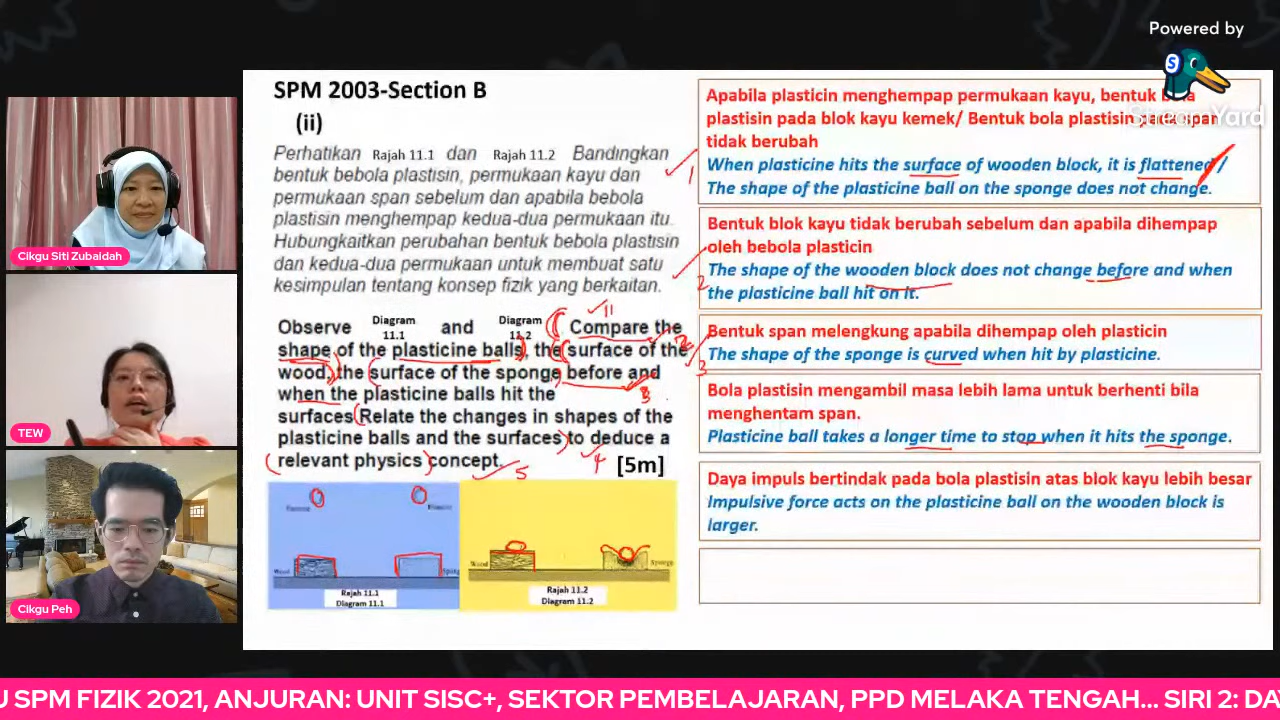 Powered by
StreamYard
SPM 2003-Section B
(ii)
Perhatikan Rajah 11.1 dan Rajah 11.2 Bandingkan
bentuk bebola plastisin, permukaan kayu dan
permukaan span sebelum dan apabila bebola
plastisin menghempap kedua-dua permukaan itu.
Hubungkaitkan perubahan bentuk bebola plastisin
dan kedua-dua permukaan untuk membuat satu
kesimpulan tentang konsep fizik yang berkaitan.
Observe Diagram 11.1 and Diagram 11.2 Compare the
shape of the plasticine balls, the surface of the
wood, the surface of the sponge before and
when the plasticine balls hit the
surfaces Relate the changes in shapes of the
plasticine balls and the surfaces to deduce a
relevant physics concept.
[5m]
Wood
Rajah 11.1
Diagram 11.1
Wood
Sponge
Rajah 11.2
Diagram 11.2
Apabila plasticin menghempap permukaan kayu, bentuk bola
plastisin pada blok kayu kemek/ Bentuk bola plastisin pada span
tidak berubah
When plasticine hits the surface of wooden block, it is flattened/
The shape of the plasticine ball on the sponge does not change.
Bentuk blok kayu tidak berubah sebelum dan apabila dihempap
oleh bebola plasticin
The shape of the wooden block does not change before and when
the plasticine ball hit on it.
Bentuk span melengkung apabila dihempap oleh plasticin
The shape of the sponge is curved when hit by plasticine.
Bola plastisin mengambil masa lebih lama untuk berhenti bila
menghentam span.
Plasticine ball takes a longer time to stop when it hits the sponge.
Daya impuls bertindak pada bola plastisin atas blok kayu lebih besar
Impulsive force acts on the plasticine ball on the wooden block is
larger.
1
2
3
4
5
Cikgu Siti Zubaidah
TEW
Cikgu Peh
U SPM FIZIK 2021, ANJURAN: UNIT SISC+, SEKTOR PEMBELAJARAN, PPD MELAKA TENGAH... SIRI 2: DA